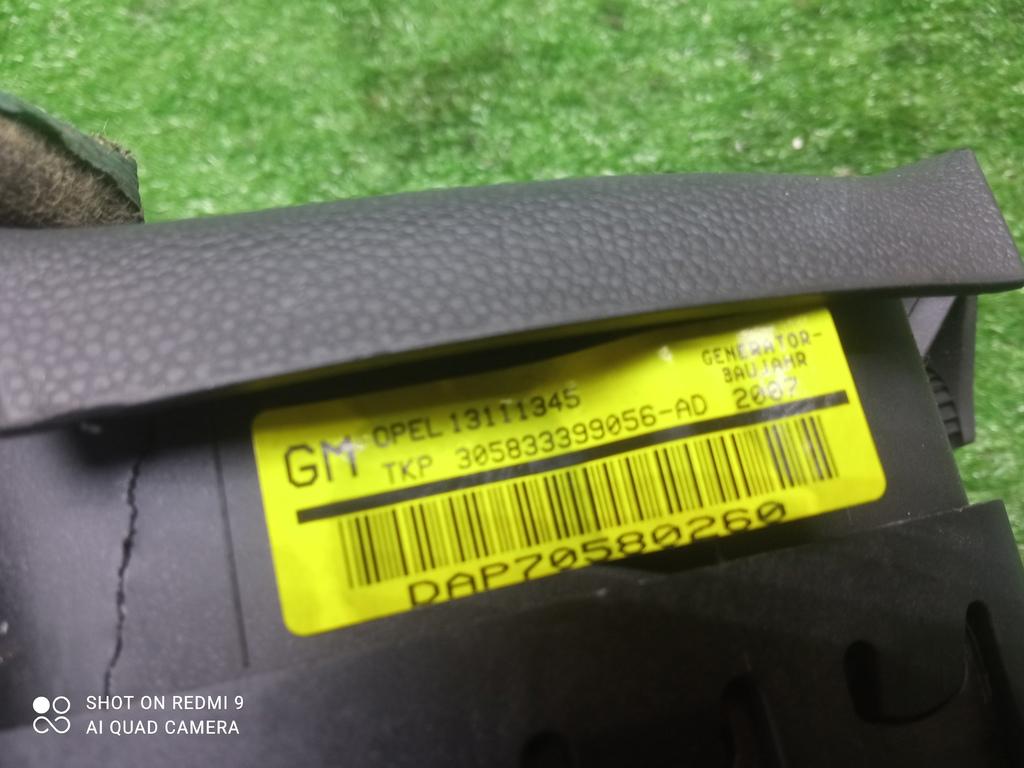 GENERATOR-
BAUJAHR
2007
GM OPEL 13111345
TKP 305833399056-AD
DAP70580260
SHOT ON REDMI 9
AI QUAD CAMERA